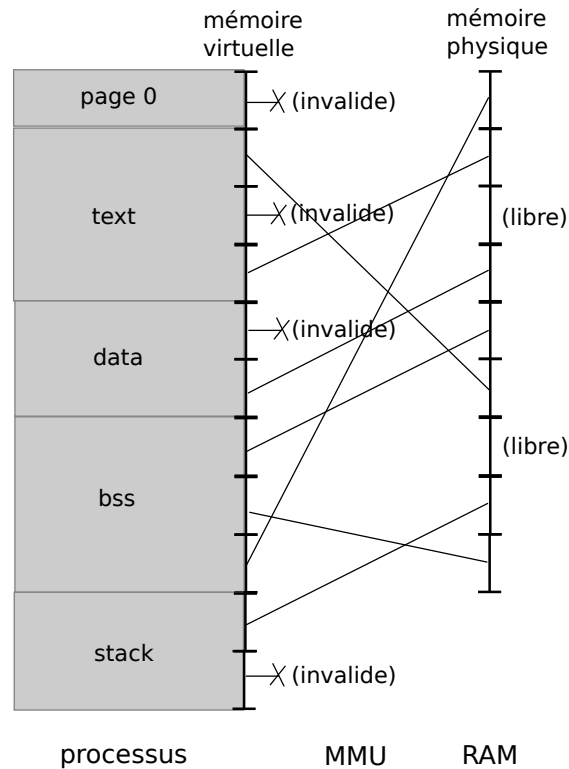 mémoire
virtuelle
mémoire
physique
page 0
(invalide)
text
(invalide)
(libre)
data
(invalide)
bss
(libre)
stack
(invalide)
processus
MMU
RAM